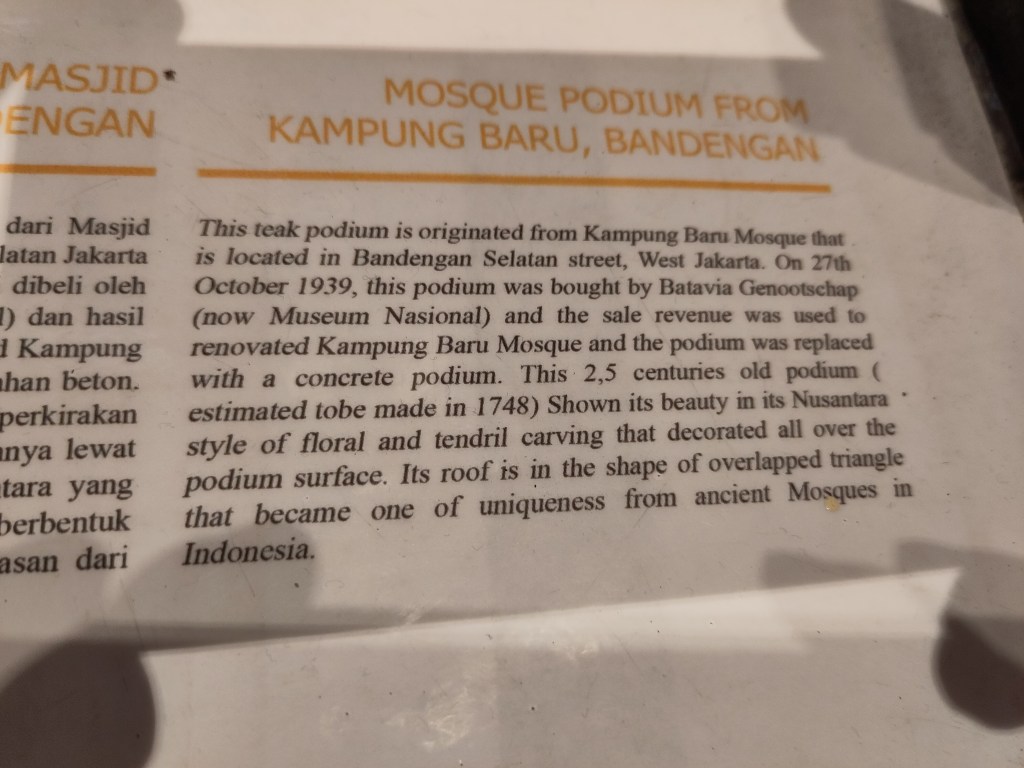 MASJID
ENGAN
dari Masjid
latan Jakarta
dibeli oleh
) dan hasil
Kampung
han beton.
perkirakan
nya lewat
tara yang
berbentuk
asan dari
MOSQUE PODIUM FROM
KAMPUNG BARU, BANDENGAN
This teak podium is originated from Kampung Baru Mosque that
is located in Bandengan Selatan street, West Jakarta. On 27th
October 1939, this podium was bought by Batavia Genootschap
(now Museum Nasional) and the sale revenue was used to
renovated Kampung Baru Mosque and the podium was replaced
with a concrete podium. This 2,5 centuries old podium (
estimated tobe made in 1748) Shown its beauty in its Nusantara
style of floral and tendril carving that decorated all over the
podium surface. Its roof is in the shape of overlapped triangle
that became one of uniqueness from ancient Mosques in
Indonesia.